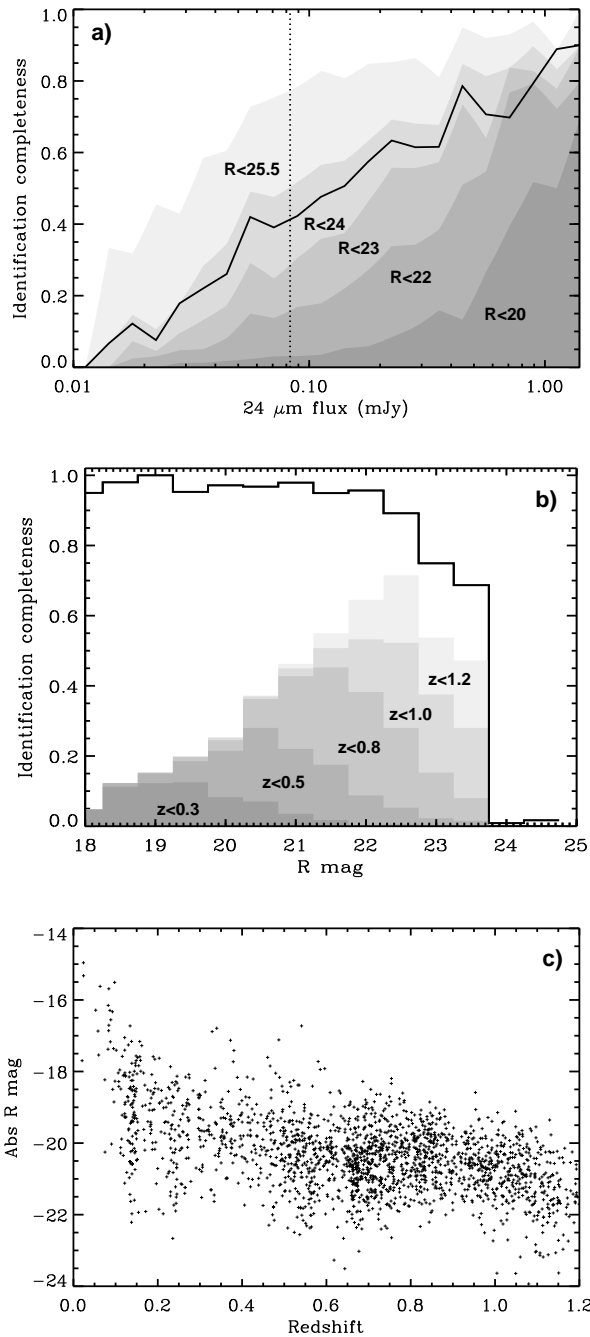 a)
Identification completeness
1.0
0.8
0.6
0.4
0.2
0.0
R<25.5
R<24
R<23
R<22
R<20
0.01 0.10 1.00
24 μm flux (mJy)
b)
Identification completeness
1.0
0.8
0.6
0.4
0.2
0.0
z<1.2
z<1.0
z<0.8
z<0.5
z<0.3
18 19 20 21 22 23 24 25
R mag
c)
Abs R mag
−14
−16
−18
−20
−22
−24
0.0 0.2 0.4 0.6 0.8 1.0 1.2
Redshift